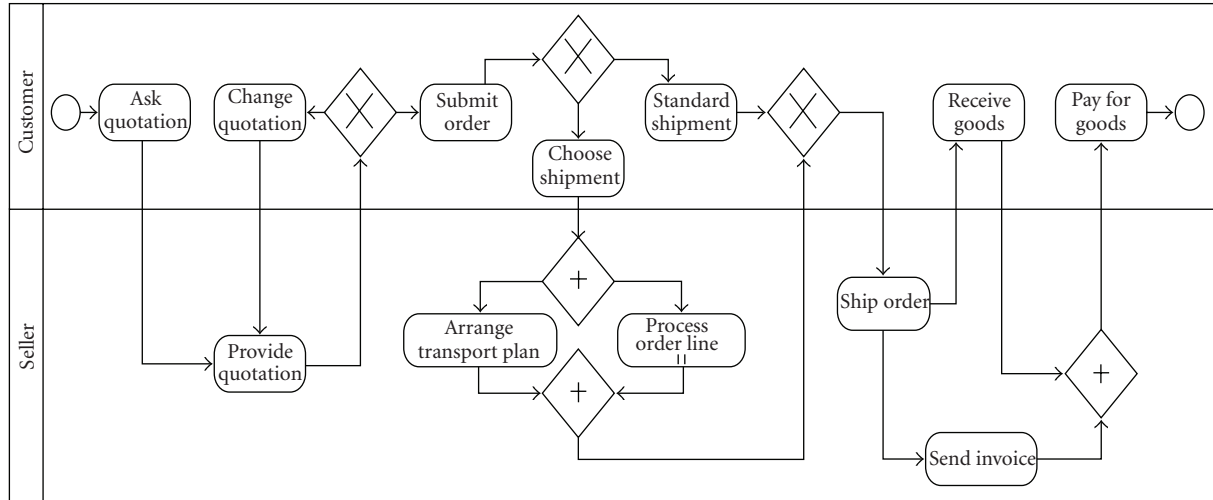 Customer
Ask
quotation
Change
quotation
Submit
order
Choose
shipment
Standard
shipment
Receive
goods
Pay for
goods
Seller
Provide
quotation
Arrange
transport plan
Process
order line
Ship order
Send invoice